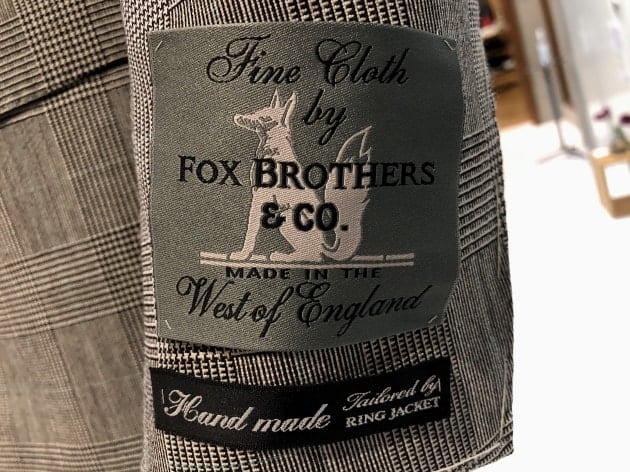 Fine Cloth
by
FOX BROTHERS
& CO.
MADE IN THE
West of England
Hand made
Tailored by
RING JACKET